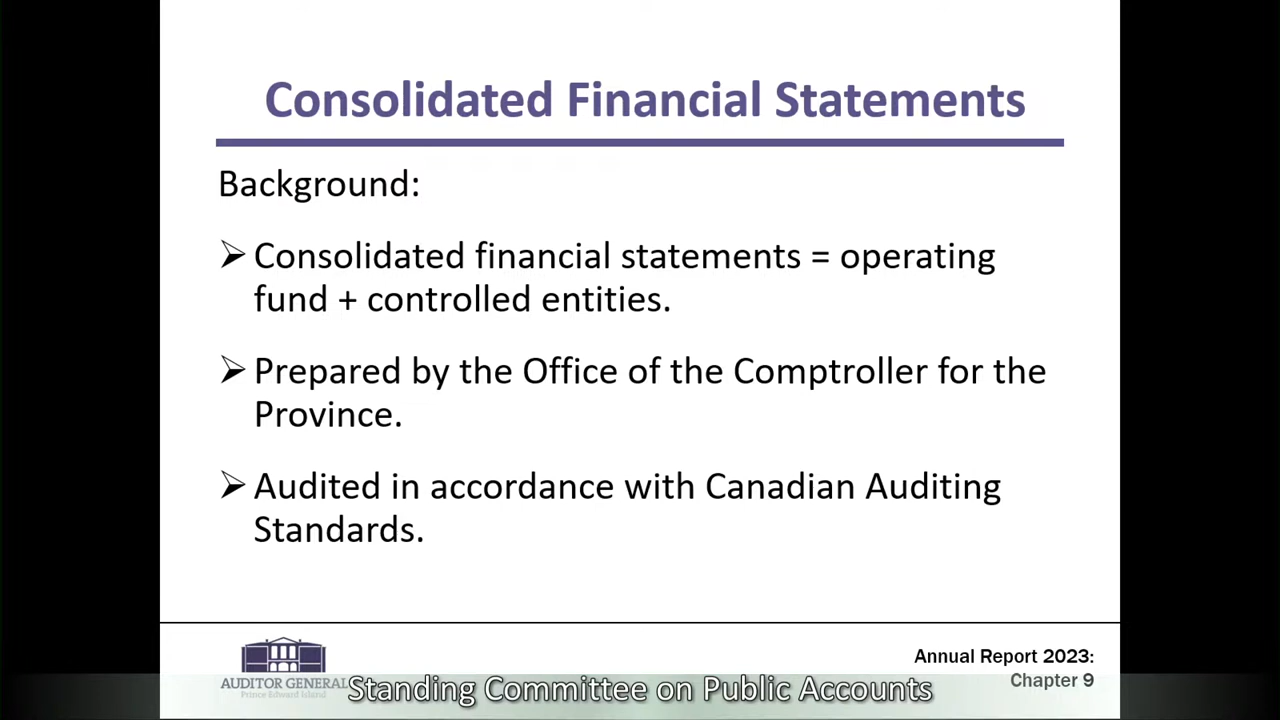 Consolidated Financial Statements
Background:
➢ Consolidated financial statements = operating
fund + controlled entities.
➢ Prepared by the Office of the Comptroller for the
Province.
➢ Audited in accordance with Canadian Auditing
Standards.
AUDITOR GENERAL
Prince Edward Island
Annual Report 2023:
Chapter 9
Standing Committee on Public Accounts